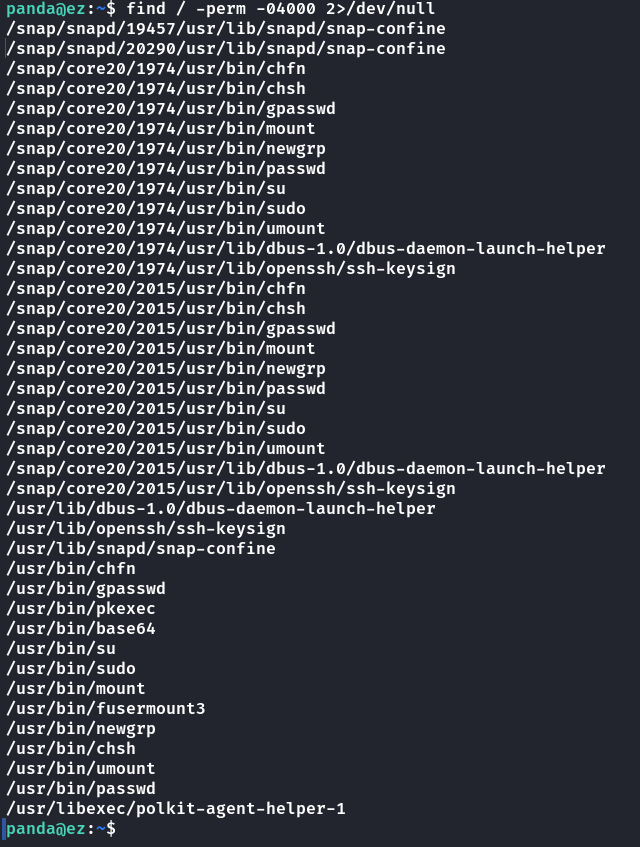 panda@ez:~$ find / -perm -04000 2>/dev/null
/snap/snapd/19457/usr/lib/snapd/snap-confine
/snap/snapd/20290/usr/lib/snapd/snap-confine
/snap/core20/1974/usr/bin/chfn
/snap/core20/1974/usr/bin/chsh
/snap/core20/1974/usr/bin/gpasswd
/snap/core20/1974/usr/bin/mount
/snap/core20/1974/usr/bin/newgrp
/snap/core20/1974/usr/bin/passwd
/snap/core20/1974/usr/bin/su
/snap/core20/1974/usr/bin/sudo
/snap/core20/1974/usr/bin/umount
/snap/core20/1974/usr/lib/dbus-1.0/dbus-daemon-launch-helper
/snap/core20/1974/usr/lib/openssh/ssh-keysign
/snap/core20/2015/usr/bin/chfn
/snap/core20/2015/usr/bin/chsh
/snap/core20/2015/usr/bin/gpasswd
/snap/core20/2015/usr/bin/mount
/snap/core20/2015/usr/bin/newgrp
/snap/core20/2015/usr/bin/passwd
/snap/core20/2015/usr/bin/su
/snap/core20/2015/usr/bin/sudo
/snap/core20/2015/usr/bin/umount
/snap/core20/2015/usr/lib/dbus-1.0/dbus-daemon-launch-helper
/snap/core20/2015/usr/lib/openssh/ssh-keysign
/usr/lib/dbus-1.0/dbus-daemon-launch-helper
/usr/lib/openssh/ssh-keysign
/usr/lib/snapd/snap-confine
/usr/bin/chfn
/usr/bin/gpasswd
/usr/bin/pkexec
/usr/bin/base64
/usr/bin/su
/usr/bin/sudo
/usr/bin/mount
/usr/bin/fusermount3
/usr/bin/newgrp
/usr/bin/chsh
/usr/bin/umount
/usr/bin/passwd
/usr/libexec/polkit-agent-helper-1
panda@ez:~$